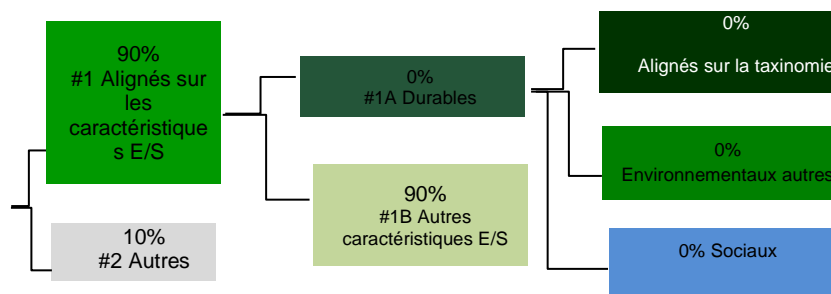 90%
#1 Alignés sur
les
caractéristique
s E/S
10%
#2 Autres
0%
#1A Durables
90%
#1B Autres
caractéristiques E/S
0%
Alignés sur la taxinomie
0%
Environnementaux autres
0% Sociaux